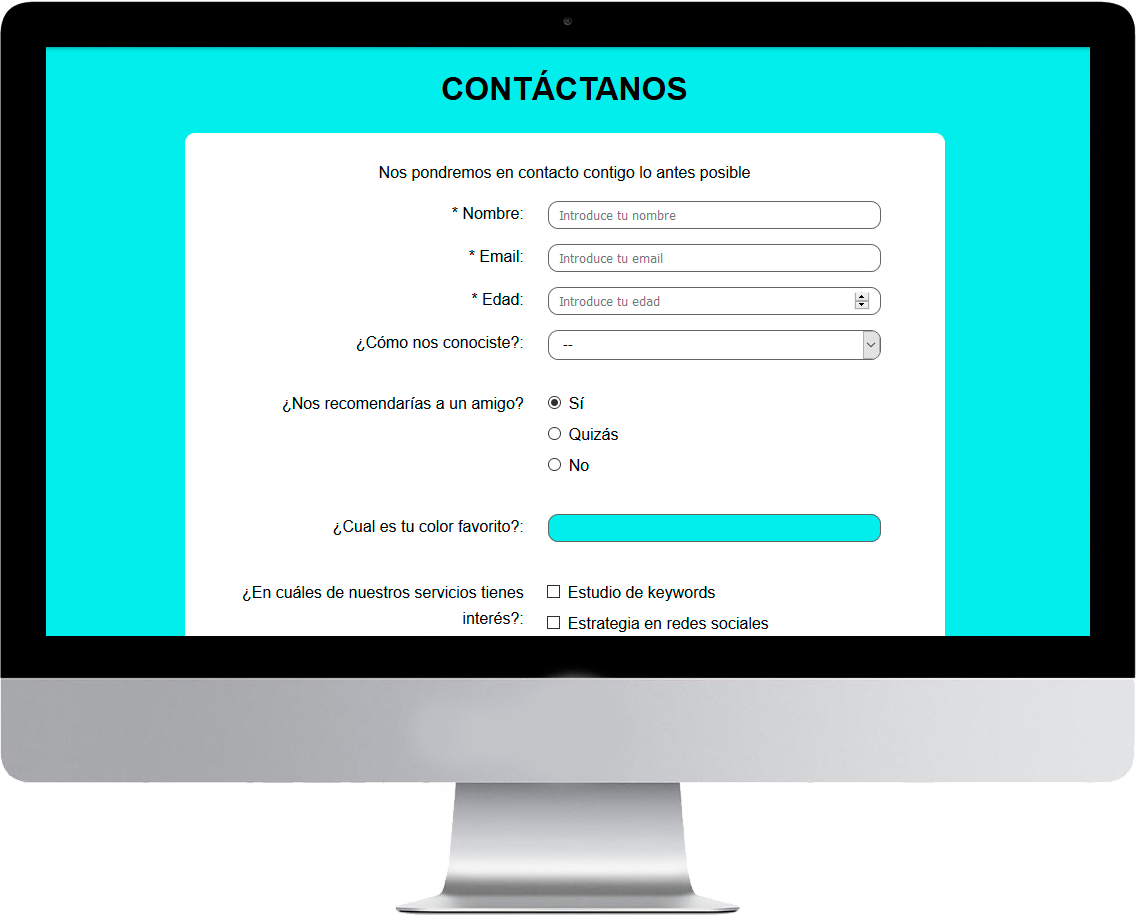 CONTÁCTANOS
Nos pondremos en contacto contigo lo antes posible
* Nombre: Introduce tu nombre
* Email: Introduce tu email
* Edad: Introduce tu edad
¿Cómo nos conociste?: --
¿Nos recomendarías a un amigo? Sí
Quizás
No
¿Cual es tu color favorito?:
¿En cuáles de nuestros servicios tienes Estudio de keywords
interés?: Estrategia en redes sociales